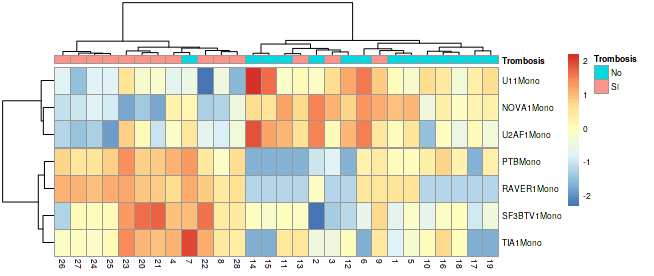 Trombosis
U11Mono
NOVA1Mono
U2AF1Mono
PTBMono
RAVER1Mono
SF3BTV1Mono
TIA1Mono
26 27 24 25 23 20 21 4 7 22 8 28 14 15 11 13 2 3 12 6 9 1 5 10 16 18 17 19
2
1
0
-1
-2
Trombosis
No
SI